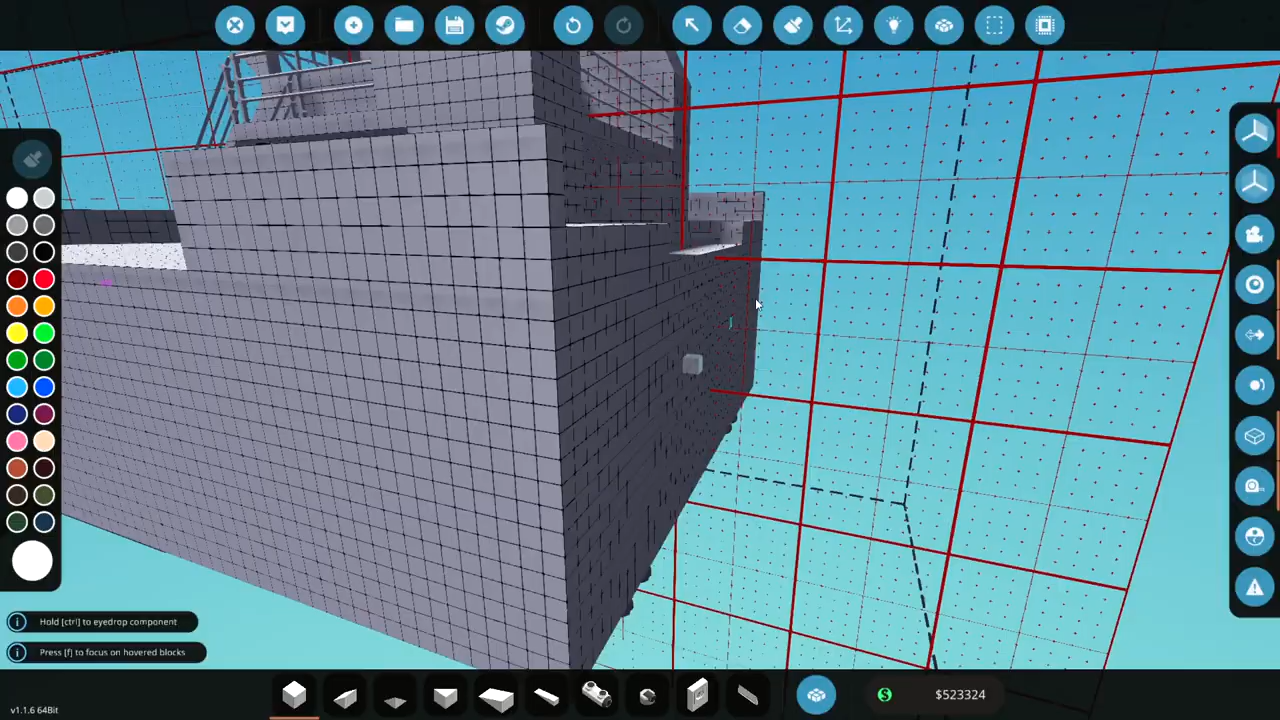 Hold [ctrl] to eyedrop component
Press [f] to focus on hovered blocks
$523324
v1.1.6 64Bit